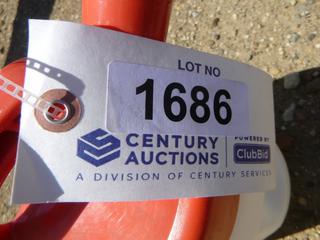 LOT NO
1686
CENTURY AUCTIONS
POWERED BY
ClubBid
A DIVISION OF CENTURY SERVICES